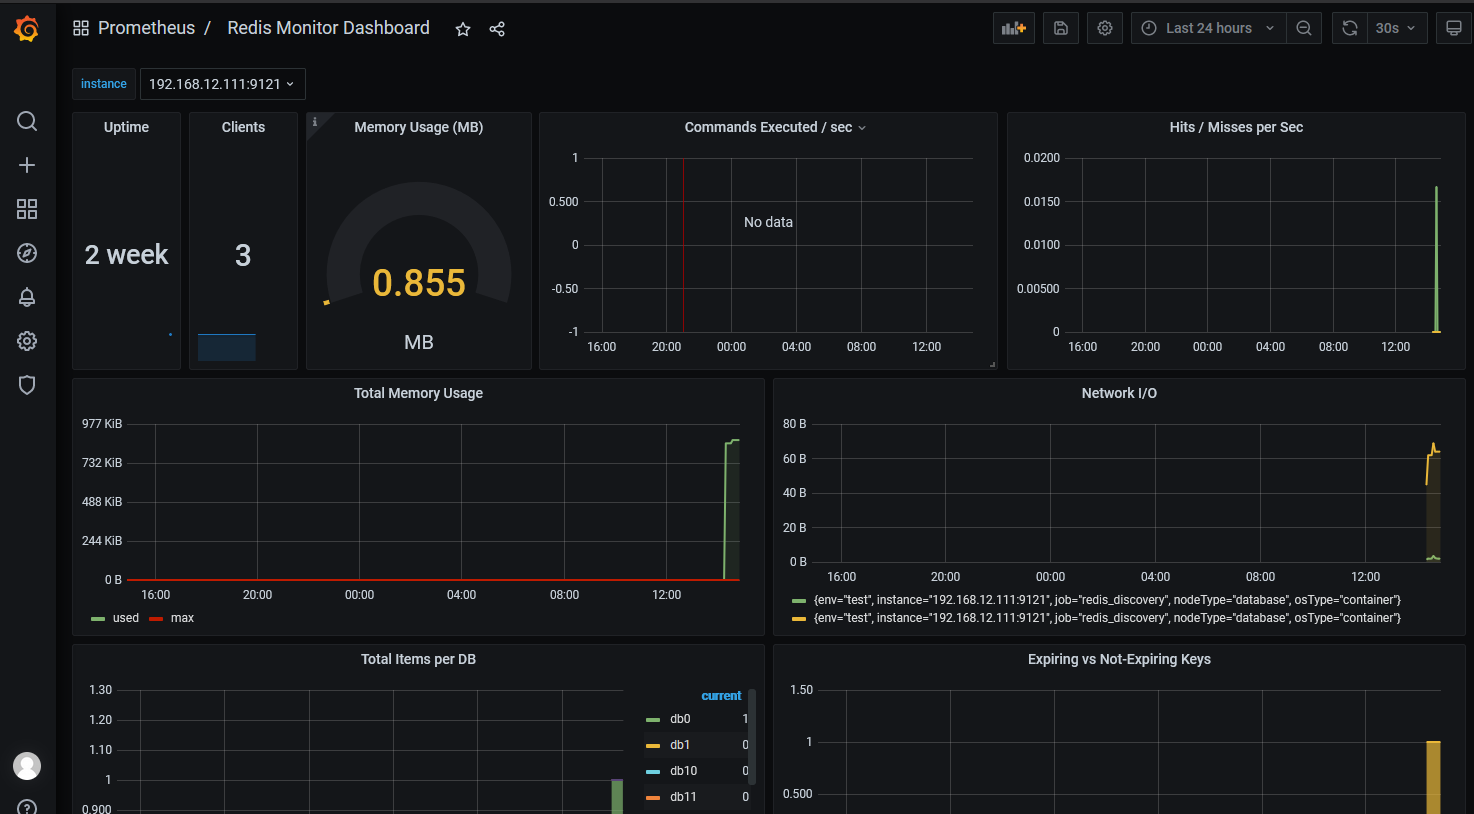 Prometheus / Redis Monitor Dashboard
Last 24 hours
30s
instance 192.168.12.111:9121
Uptime
2 week
Clients
3
i
Memory Usage (MB)
0.855
MB
Commands Executed / sec
1
0.500
0
-0.50
-1
No data
16:00 20:00 00:00 04:00 08:00 12:00
Hits / Misses per Sec
0.0200
0.0150
0.0100
0.00500
0
16:00 20:00 00:00 04:00 08:00 12:00
Total Memory Usage
977 KiB
732 KiB
488 KiB
244 KiB
0 B
16:00 20:00 00:00 04:00 08:00 12:00
used max
Network I/O
80 B
60 B
40 B
20 B
0 B
16:00 20:00 00:00 04:00 08:00 12:00
{env="test", instance="192.168.12.111:9121", job="redis_discovery", nodeType="database", osType="container"}
{env="test", instance="192.168.12.111:9121", job="redis_discovery", nodeType="database", osType="container"}
Total Items per DB
1.30
1.20
1.10
1
0.900
current
db0 1
db1 0
db10 0
db11 0
Expiring vs Not-Expiring Keys
1.50
1
0.500